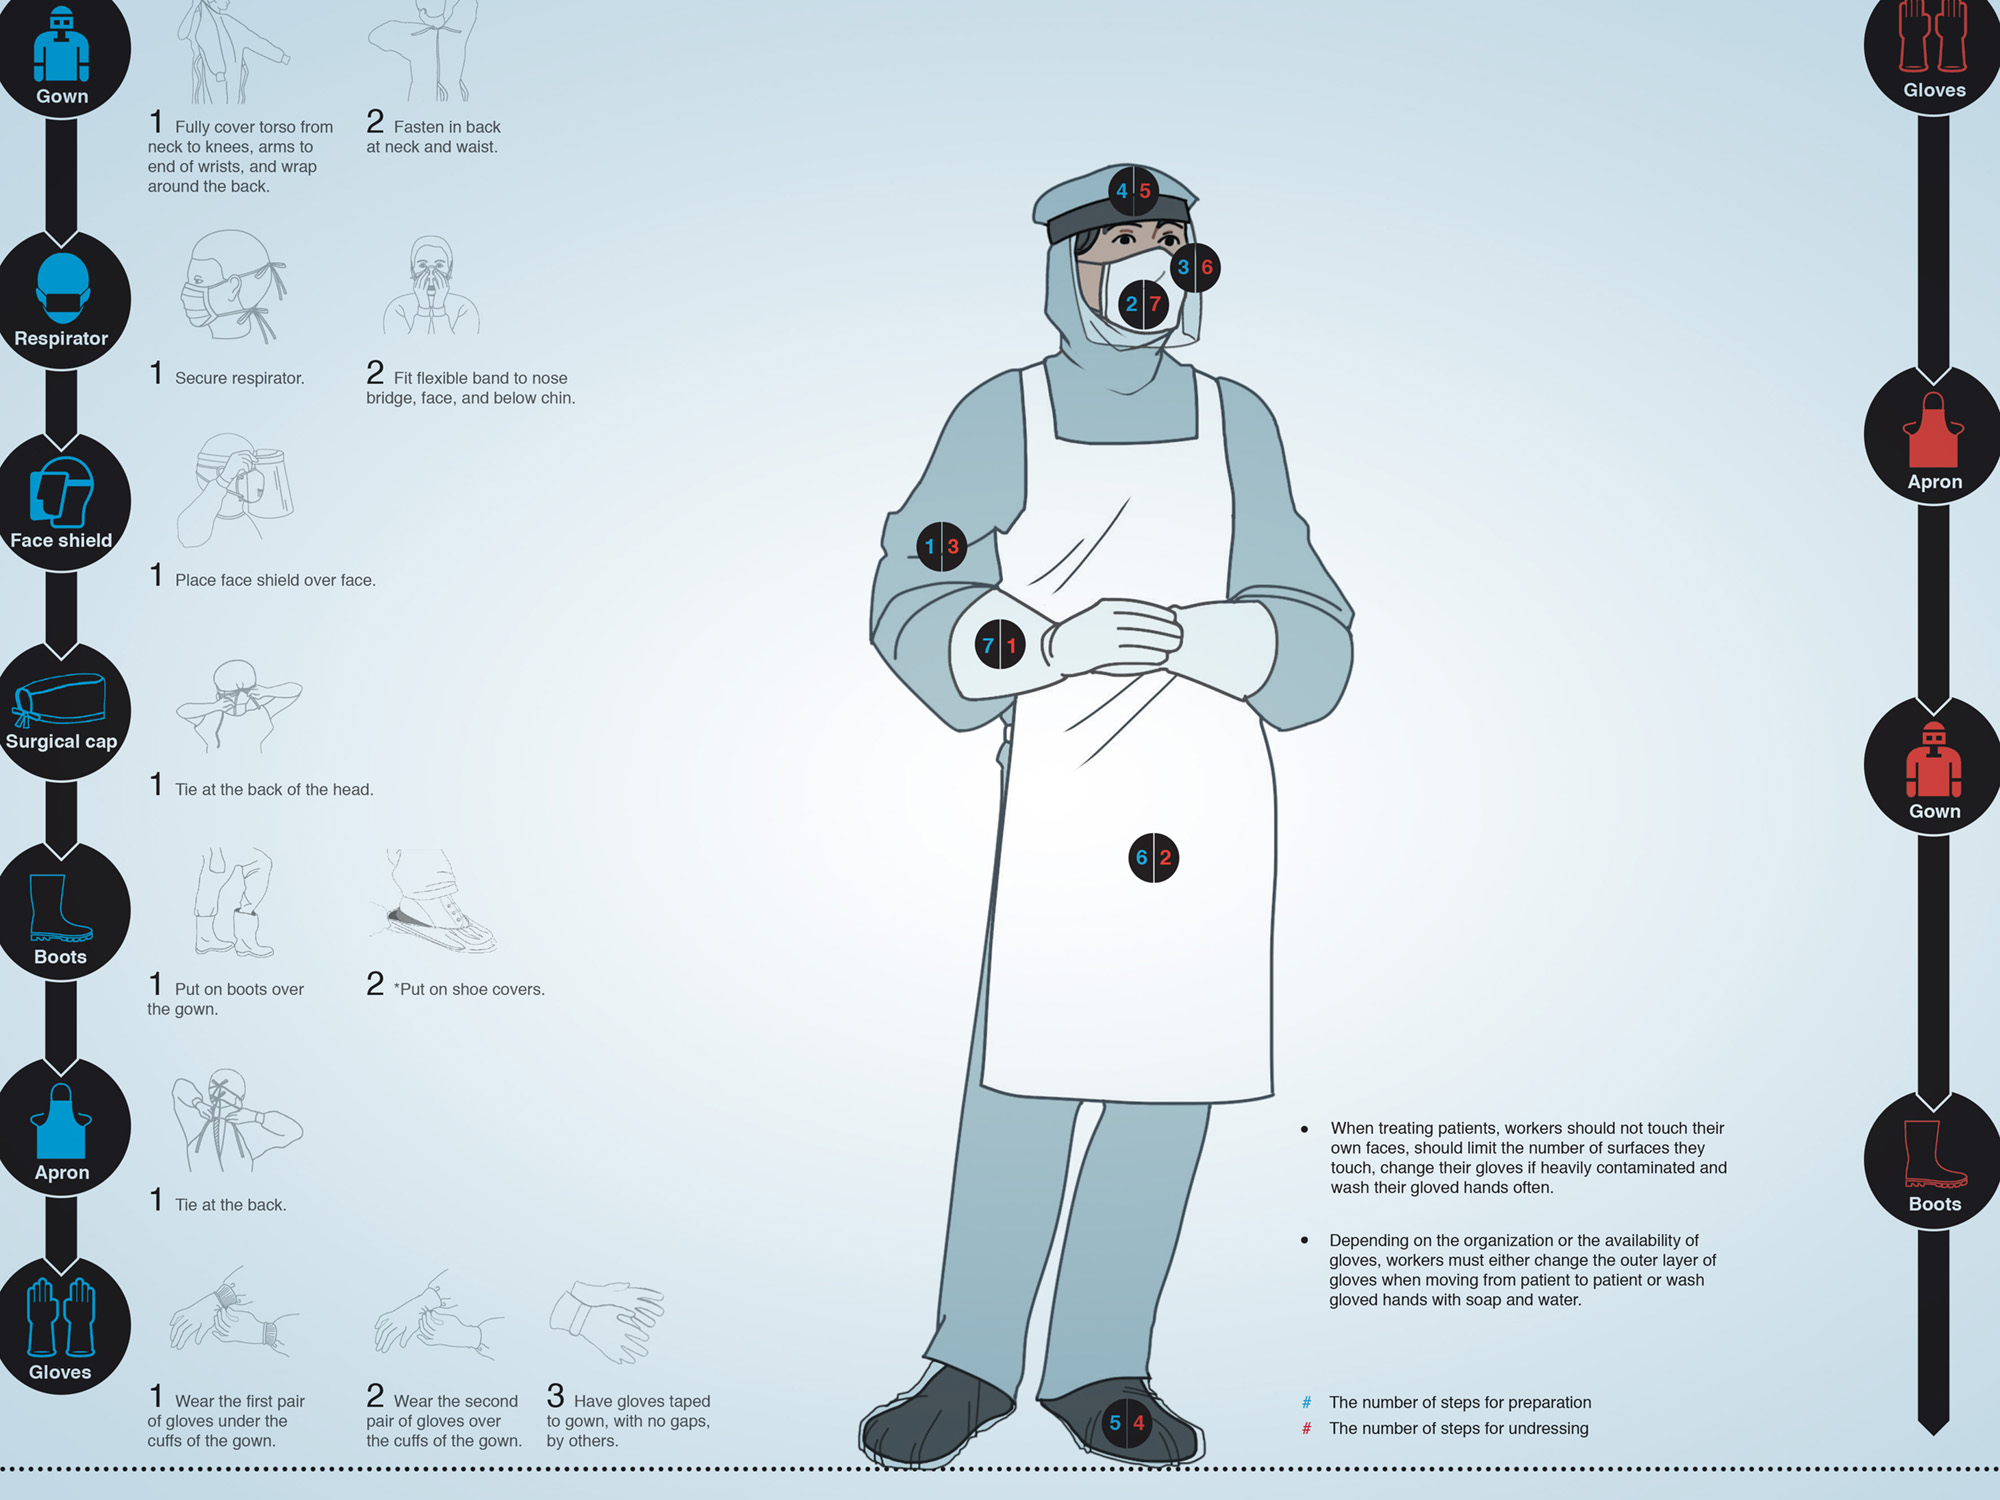 Gown
1 Fully cover torso from
neck to knees, arms to
end of wrists, and wrap
around the back.
2 Fasten in back
at neck and waist.
Respirator
1 Secure respirator.
2 Fit flexible band to nose
bridge, face, and below chin.
Face shield
1 Place face shield over face.
Surgical cap
1 Tie at the back of the head.
Boots
1 Put on boots over
the gown.
2 *Put on shoe covers.
Apron
1 Tie at the back.
Gloves
1 Wear the first pair
of gloves under the
cuffs of the gown.
2 Wear the second
pair of gloves over
the cuffs of the gown.
3 Have gloves taped
to gown, with no gaps,
by others.
4 5
3 6
2 7
1 3
7 1
6 2
5 4
• When treating patients, workers should not touch their
own faces, should limit the number of surfaces they
touch, change their gloves if heavily contaminated and
wash their gloved hands often.
• Depending on the organization or the availability of
gloves, workers must either change the outer layer of
gloves when moving from patient to patient or wash
gloved hands with soap and water.
# The number of steps for preparation
# The number of steps for undressing
Gloves
Apron
Gown
Boots